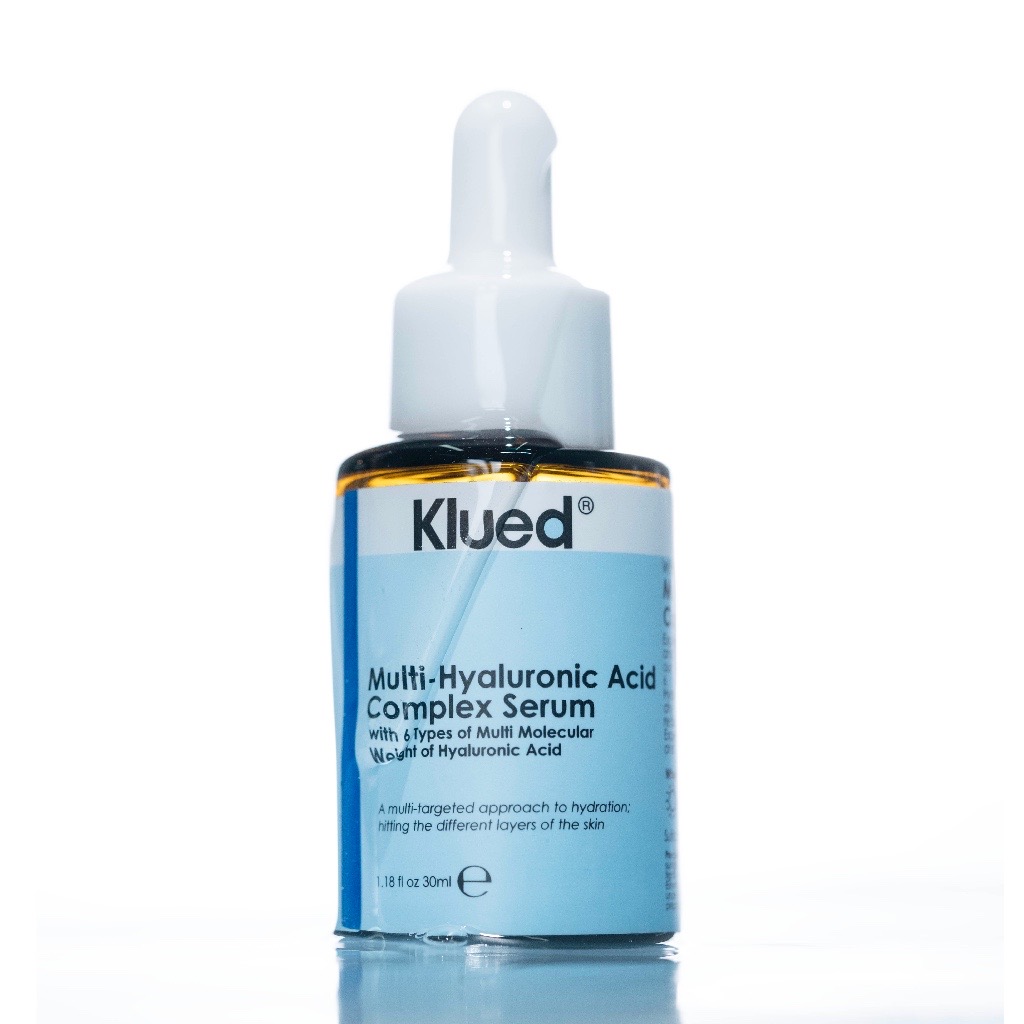 Klued®
Multi-Hyaluronic Acid
Complex Serum
with 6 Types of Multi Molecular
Weight of Hyaluronic Acid
A multi-targeted approach to hydration;
hitting the different layers of the skin
1.18 fl oz 30ml ℮